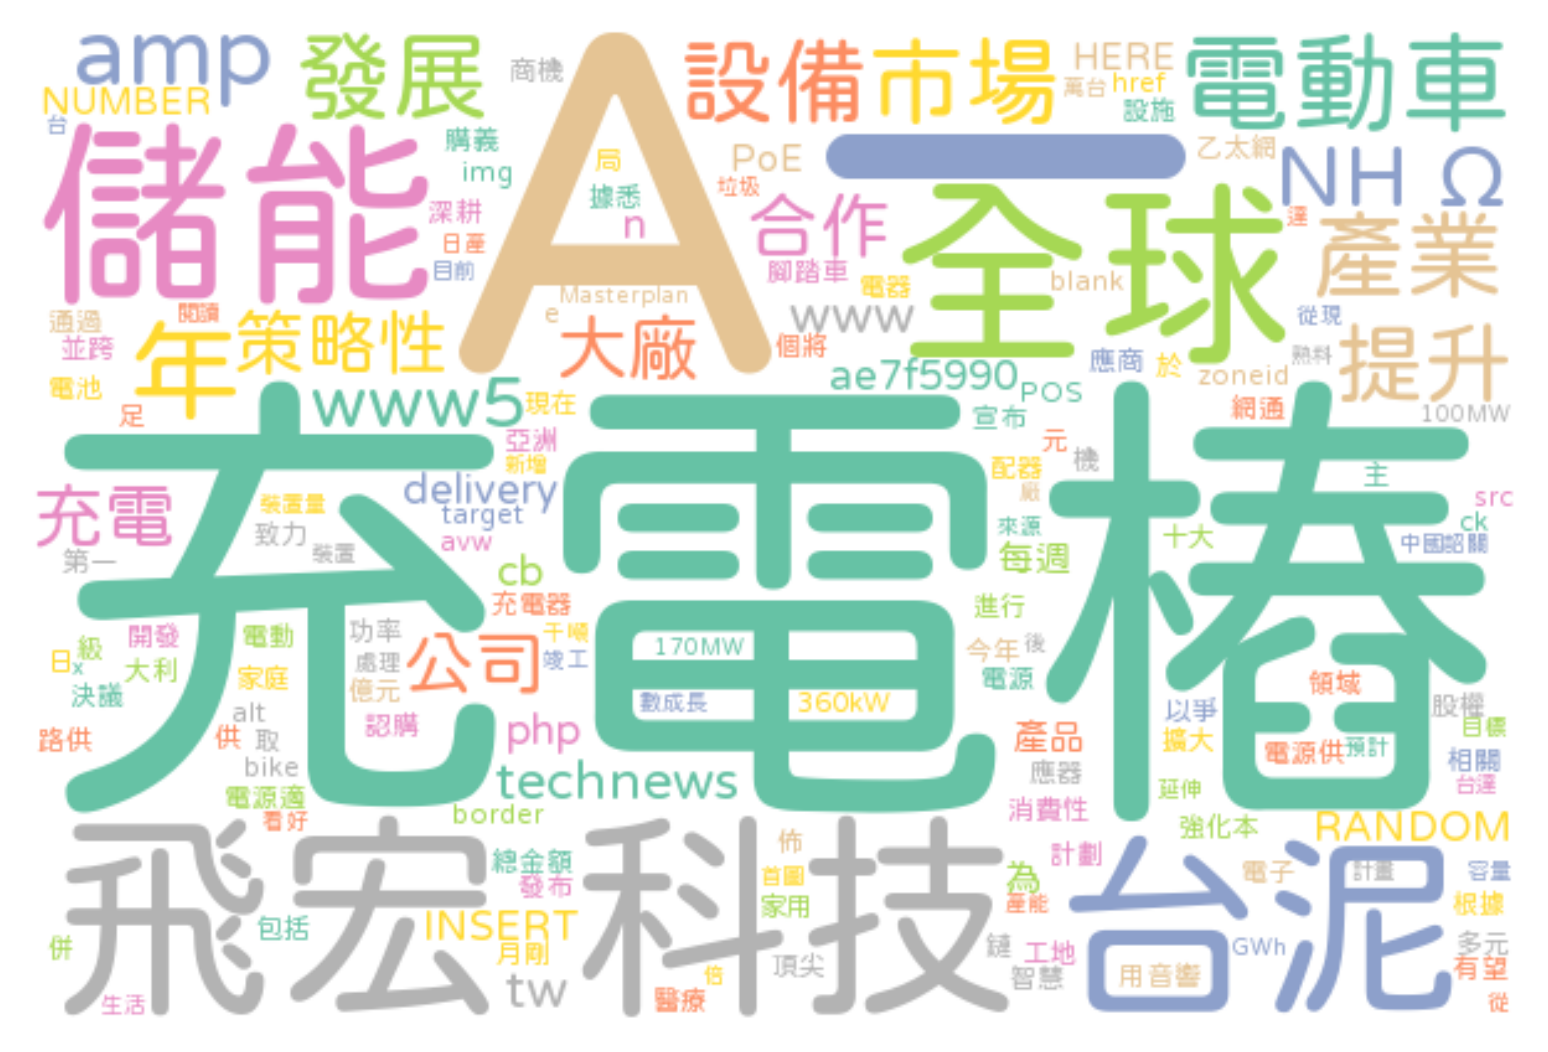 amp
發展
商機
A
設備
市場
HERE
萬台
href
設施
電動車
NUMBER
台
儲能
購義
img
局
據悉
n
PoE
垃圾
一
乙太網
NH
Ω
深耕
日產
目前
合作
腳踏車
全球
達
產業
Masterplan
e
電器
blank
通過
閱讀
並跨
年
策略性
大廠
www
個將
從現
提升
電池
足
www5
現在
ae7f5990
POS
應商
於
熟料
zoneid
網通
100MW
宣布
亞洲
新增
元
機
配器
廠
充電樁
充電
第一
裝置量
致力
裝置
delivery
target
avw
cb
充電器
來源
每週
十大
主
src
ck
中國韶關
進行
日
x
級
開發
大利
決議
電動
家庭
功率
處理
億元
公司
千噸
竣工
170MW
數成長
360kW
今年
後
電源
領域
以爭
擴大
股權
目標
路供
alt
供
取
bike
認購
php
technews
產品
應器
電源供
預計
相關
台達
電源適
看好
border
消費性
延伸
強化本
RANDOM
飛宏科技
總金額
發布
佈
首圖
家用
為
產能
計劃
台泥
電子
計畫
容量
根據
併
包括
INSERT
月剛
tw
倍
頂尖
鏈
工地
智慧
用音響
GWh
多元
有望
生活
醫療
從